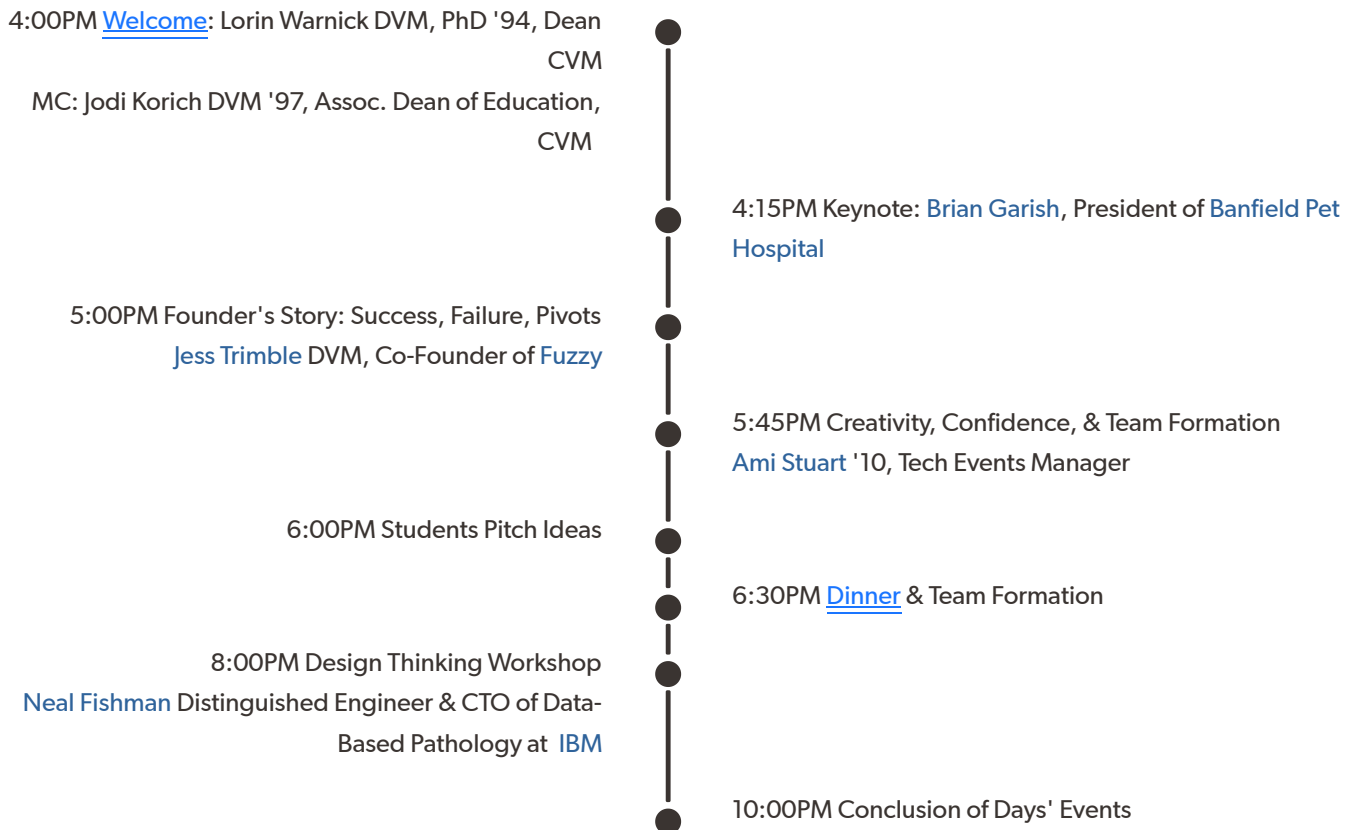 4:00PM Welcome: Lorin Warnick DVM, PhD '94, Dean
CVM
MC: Jodi Korich DVM '97, Assoc. Dean of Education,
CVM
4:15PM Keynote: Brian Garish, President of Banfield Pet
Hospital
5:00PM Founder's Story: Success, Failure, Pivots
Jess Trimble DVM, Co-Founder of Fuzzy
5:45PM Creativity, Confidence, & Team Formation
Ami Stuart '10, Tech Events Manager
6:00PM Students Pitch Ideas
6:30PM Dinner & Team Formation
8:00PM Design Thinking Workshop
Neal Fishman Distinguished Engineer & CTO of Data-
Based Pathology at IBM
10:00PM Conclusion of Days' Events